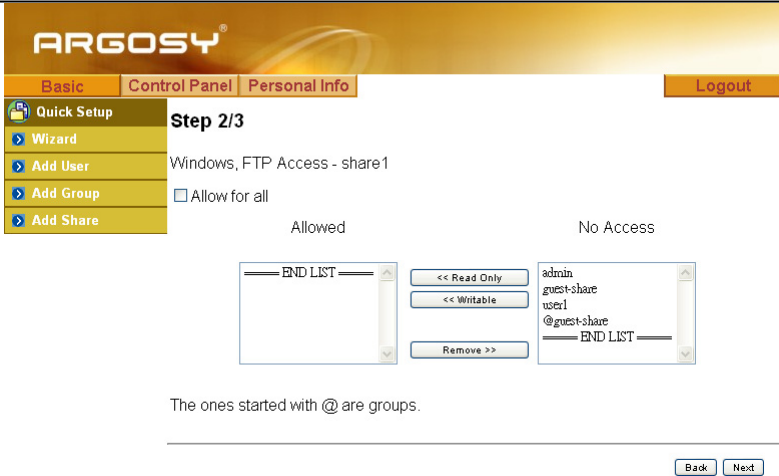 ARGOSY®
Basic
Control Panel
Personal Info
Logout
Quick Setup
Wizard
Add User
Add Group
Add Share
Step 2/3
Windows, FTP Access - share1
Allow for all
Allowed
No Access
===== END LIST =====
<< Read Only
<< Writable
Remove >>
admin
guest-share
user1
@guest-share
===== END LIST =====
The ones started with @ are groups.
Back
Next